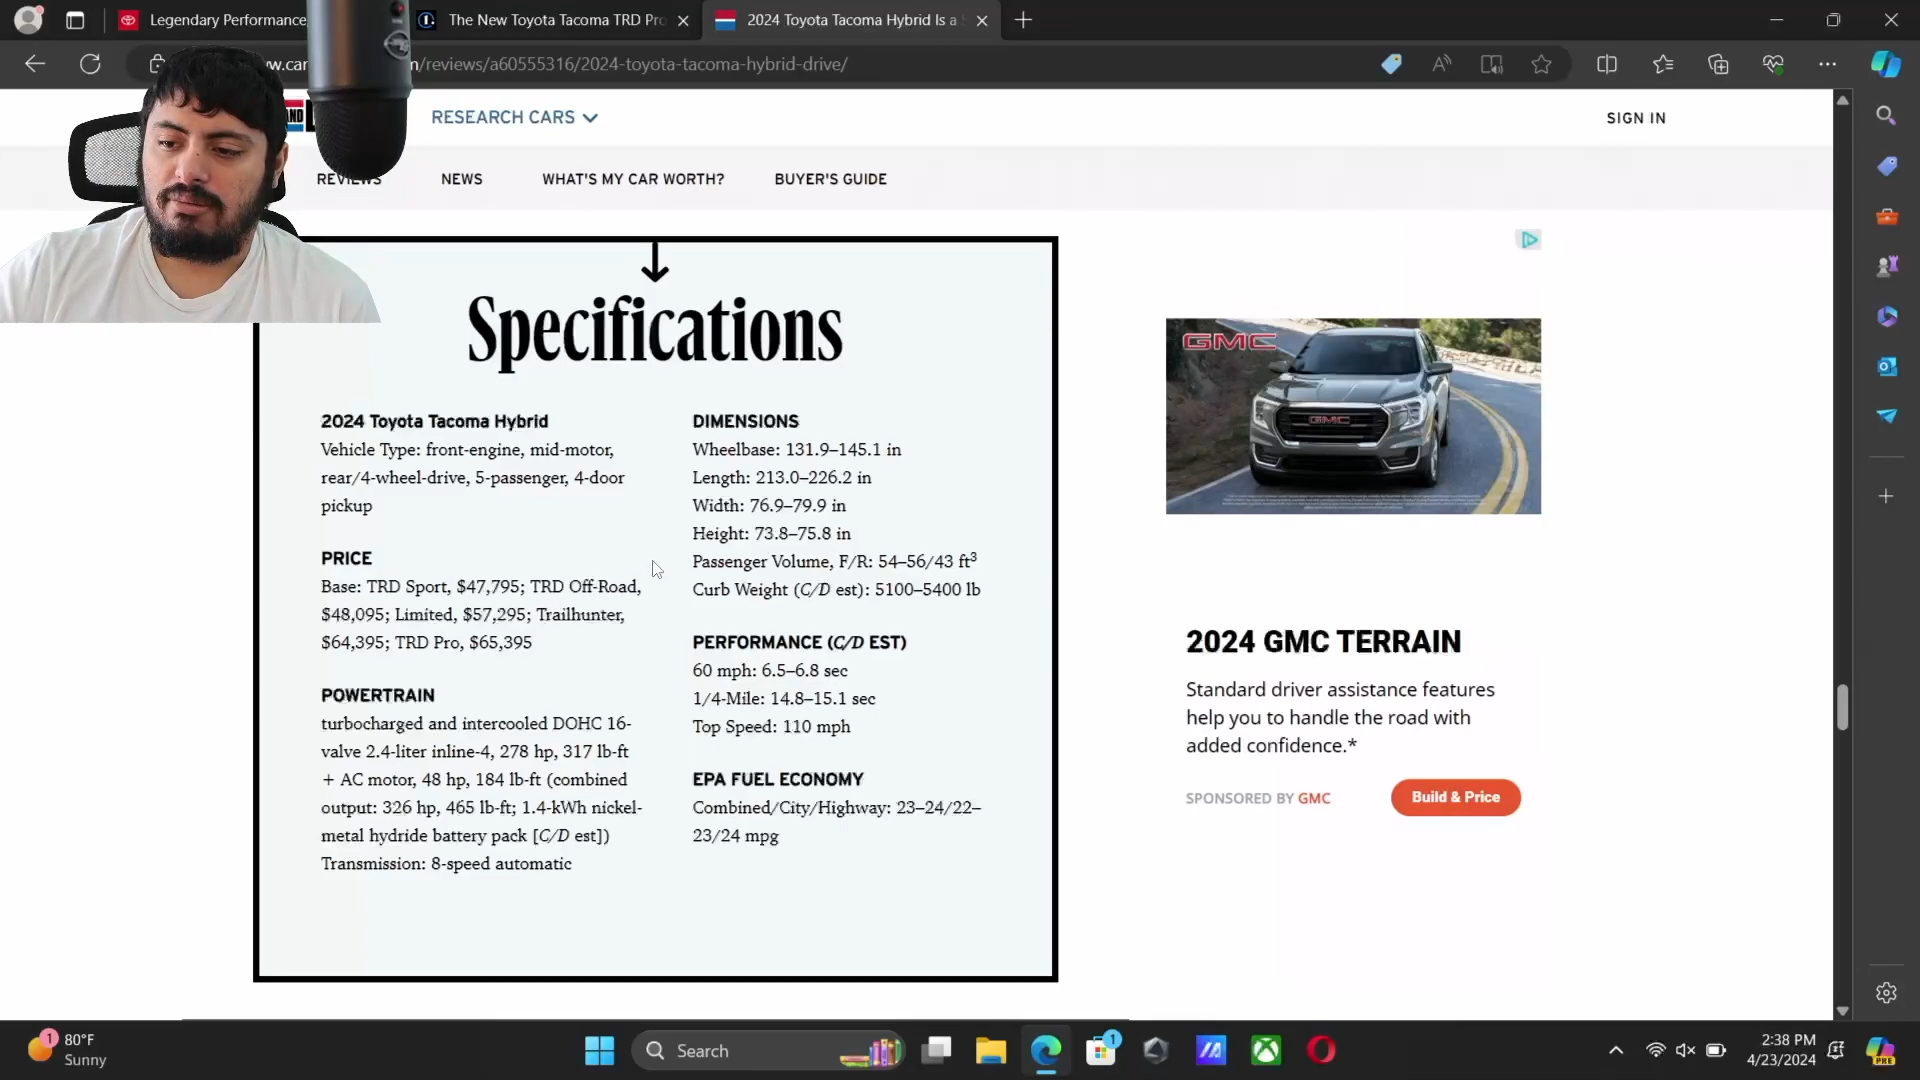 Legendary Performance
The New Toyota Tacoma TRD Pro
2024 Toyota Tacoma Hybrid Is a
/reviews/a60555316/2024-toyota-tacoma-hybrid-drive/
AND
RESEARCH CARS
SIGN IN
REVIEWS
NEWS
WHAT'S MY CAR WORTH?
BUYER'S GUIDE
Specifications
2024 Toyota Tacoma Hybrid
Vehicle Type: front-engine, mid-motor,
rear/4-wheel-drive, 5-passenger, 4-door
pickup
PRICE
Base: TRD Sport, $47,795; TRD Off-Road,
$48,095; Limited, $57,295; Trailhunter,
$64,395; TRD Pro, $65,395
POWERTRAIN
turbocharged and intercooled DOHC 16-
valve 2.4-liter inline-4, 278 hp, 317 lb-ft
+ AC motor, 48 hp, 184 lb-ft (combined
output: 326 hp, 465 lb-ft; 1.4-kWh nickel-
metal hydride battery pack [C/D est])
Transmission: 8-speed automatic
DIMENSIONS
Wheelbase: 131.9–145.1 in
Length: 213.0–226.2 in
Width: 76.9–79.9 in
Height: 73.8–75.8 in
Passenger Volume, F/R: 54–56/43 ft³
Curb Weight (C/D est): 5100–5400 lb
PERFORMANCE (C/D EST)
60 mph: 6.5–6.8 sec
1/4-Mile: 14.8–15.1 sec
Top Speed: 110 mph
EPA FUEL ECONOMY
Combined/City/Highway: 23–24/22–
23/24 mpg
GMC
2024 GMC TERRAIN
Standard driver assistance features
help you to handle the road with
added confidence.*
SPONSORED BY GMC
Build & Price
1
80°F
Sunny
Search
1
2:38 PM
4/23/2024
PRE